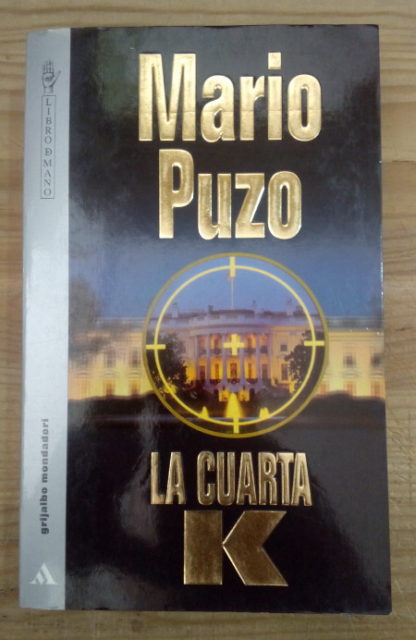 Mario
Puzo
LA CUARTA
K
LIBRO DE MANO
grijalbo mondadori